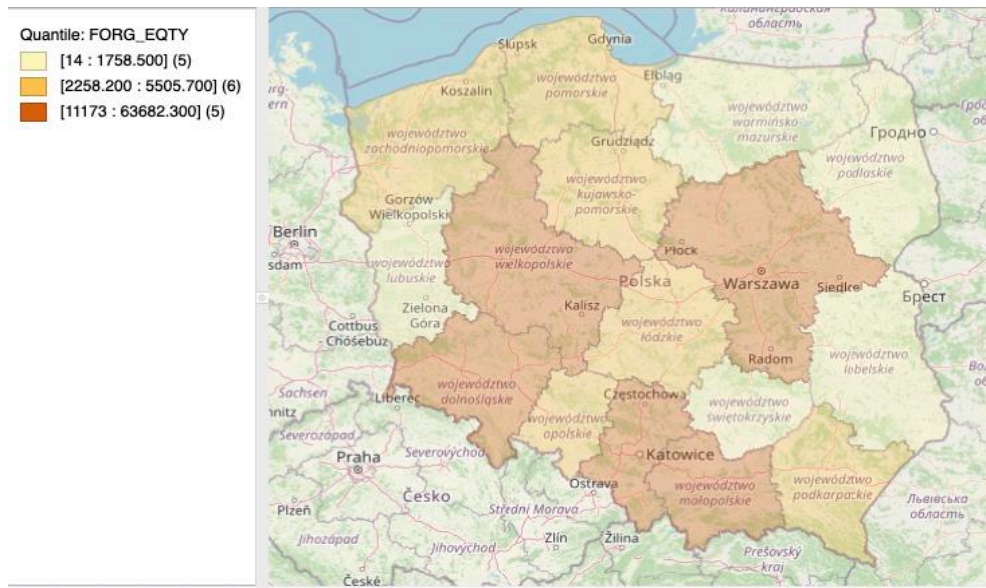 Quantile: FORG_EQTY
[14 : 1758.500] (5)
[2258.200 : 5505.700] (6)
[11173 : 63682.300] (5)
область
Gdynia
Słupsk
Elbląg
Koszalin
województwo
pomorskie
województwo
zachodniopomorskie
województwo
warmińsko-
mazurskie
Гродно
Grudziądz
województwo
podlaskie
województwo
kujawsko-
pomorskie
Gorzów
Wielkopolski
Berlin
sdam
Płock
województwo
wielkopolskie
województwo
lubuskie
Polska
Warszawa
Siedlce
Брест
Zielona
Góra
Kalisz
Cottbus
- Chóśebuz
województwo
łódzkie
Radom
województwo
lubelskie
Sachsen
Liberec
województwo
dolnośląskie
Częstochowa
województwo
świętokrzyskie
mnitz
województwo
opolskie
Severozápad
Severovýchod
Praha
Katowice
Ostrava
województwo
małopolskie
województwo
podkarpackie
Česko
Střední Morava
Львівська
область
Plzeň
Jihozápad
Jihovýchod
Zlín
Žilina
Prešovský
kraj
České